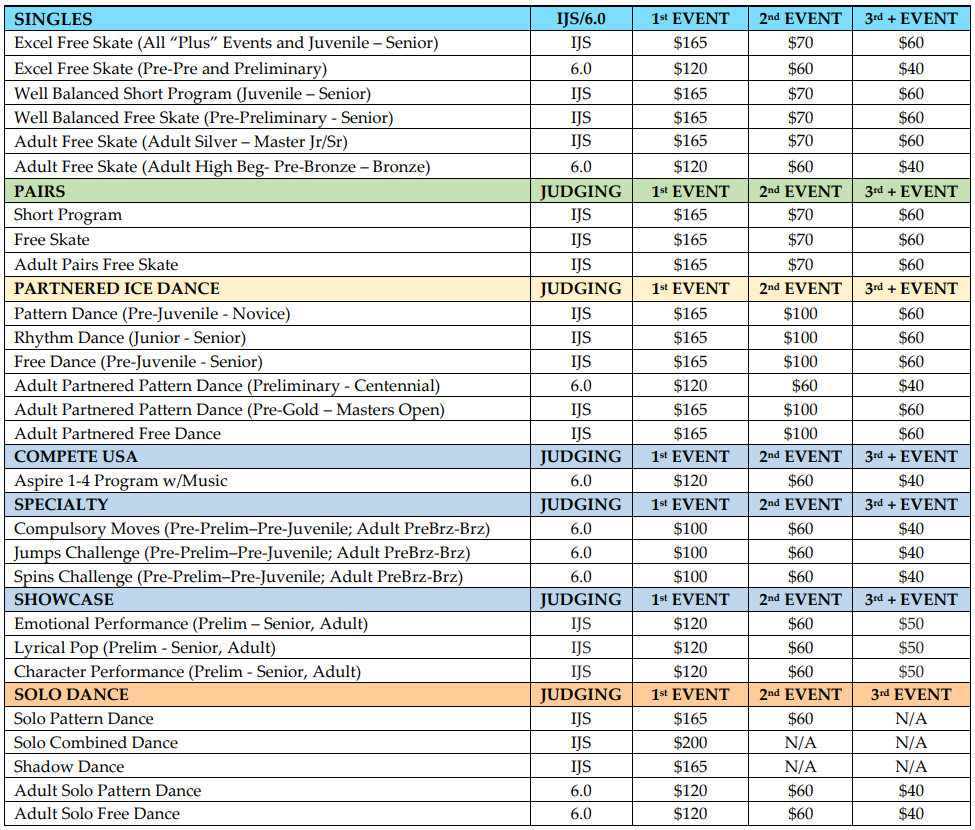 SINGLES IJS/6.0 1st EVENT 2nd EVENT 3rd + EVENT
Excel Free Skate (All “Plus” Events and Juvenile – Senior) IJS $165 $70 $60
Excel Free Skate (Pre-Pre and Preliminary) 6.0 $120 $60 $40
Well Balanced Short Program (Juvenile – Senior) IJS $165 $70 $60
Well Balanced Free Skate (Pre-Preliminary - Senior) IJS $165 $70 $60
Adult Free Skate (Adult Silver – Master Jr/Sr) IJS $165 $70 $60
Adult Free Skate (Adult High Beg- Pre-Bronze – Bronze) 6.0 $120 $60 $40
PAIRS JUDGING 1st EVENT 2nd EVENT 3rd + EVENT
Short Program IJS $165 $70 $60
Free Skate IJS $165 $70 $60
Adult Pairs Free Skate IJS $165 $70 $60
PARTNERED ICE DANCE JUDGING 1st EVENT 2nd EVENT 3rd + EVENT
Pattern Dance (Pre-Juvenile - Novice) IJS $165 $100 $60
Rhythm Dance (Junior - Senior) IJS $165 $100 $60
Free Dance (Pre-Juvenile - Senior) IJS $165 $100 $60
Adult Partnered Pattern Dance (Preliminary - Centennial) 6.0 $120 $60 $40
Adult Partnered Pattern Dance (Pre-Gold – Masters Open) IJS $165 $100 $60
Adult Partnered Free Dance IJS $165 $100 $60
COMPETE USA JUDGING 1st EVENT 2nd EVENT 3rd + EVENT
Aspire 1-4 Program w/Music 6.0 $120 $60 $40
SPECIALTY JUDGING 1st EVENT 2nd EVENT 3rd + EVENT
Compulsory Moves (Pre-Prelim–Pre-Juvenile; Adult PreBrz-Brz) 6.0 $100 $60 $40
Jumps Challenge (Pre-Prelim–Pre-Juvenile; Adult PreBrz-Brz) 6.0 $100 $60 $40
Spins Challenge (Pre-Prelim–Pre-Juvenile; Adult PreBrz-Brz) 6.0 $100 $60 $40
SHOWCASE JUDGING 1st EVENT 2nd EVENT 3rd + EVENT
Emotional Performance (Prelim – Senior, Adult) IJS $120 $60 $50
Lyrical Pop (Prelim - Senior, Adult) IJS $120 $60 $50
Character Performance (Prelim - Senior, Adult) IJS $120 $60 $50
SOLO DANCE JUDGING 1st EVENT 2nd EVENT 3rd EVENT
Solo Pattern Dance IJS $165 $60 N/A
Solo Combined Dance IJS $200 N/A N/A
Shadow Dance IJS $165 N/A N/A
Adult Solo Pattern Dance 6.0 $120 $60 $40
Adult Solo Free Dance 6.0 $120 $60 $40